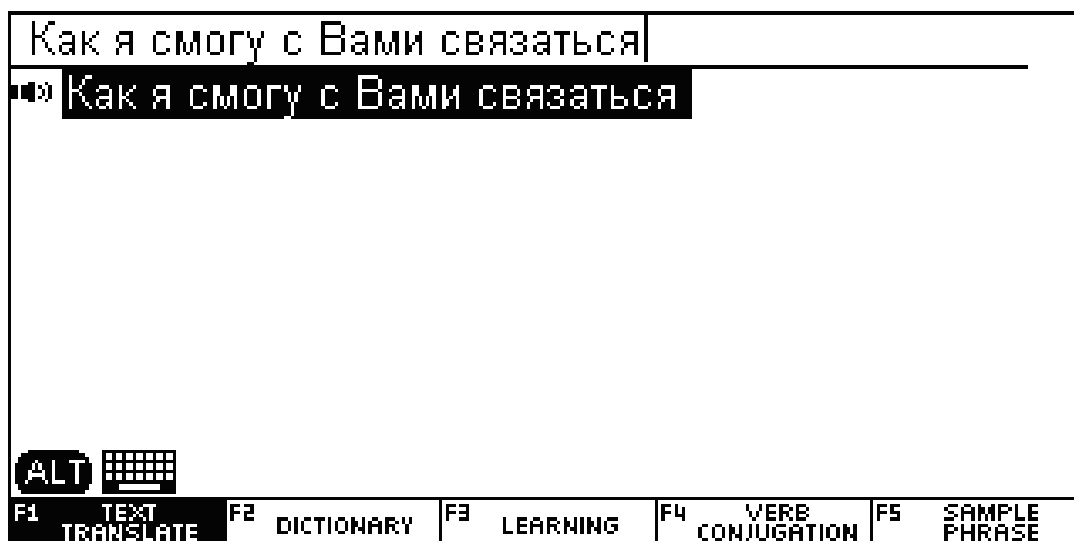 Как я смогу с Вами связаться
Как я смогу с Вами связаться
ALT
F1 TEXT TRANSLATE F2 DICTIONARY F3 LEARNING F4 VERB CONJUGATION F5 SAMPLE PHRASE